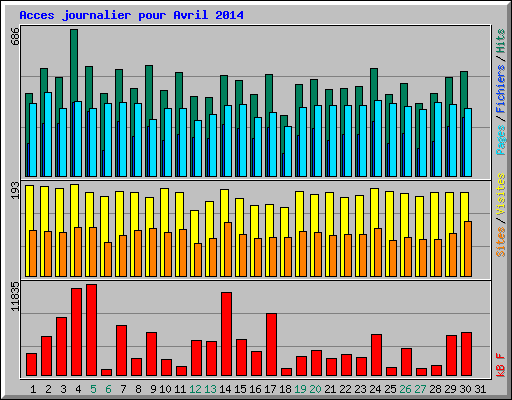 Acces journalier pour Avril 2014
686
Pages / Fichiers / Hits
193
Sites / Visites
11835
kB F
1 2 3 4 5 6 7 8 9 10 11 12 13 14 15 16 17 18 19 20 21 22 23 24 25 26 27 28 29 30 31